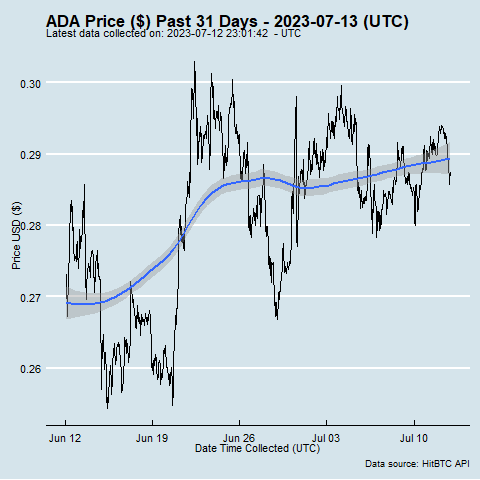 ADA Price ($) Past 31 Days - 2023-07-13 (UTC)
Latest data collected on: 2023-07-12 23:01:42 - UTC
Price USD ($)
0.30
0.29
0.28
0.27
0.26
Jun 12 Jun 19 Jun 26 Jul 03 Jul 10
Date Time Collected (UTC)
Data source: HitBTC API